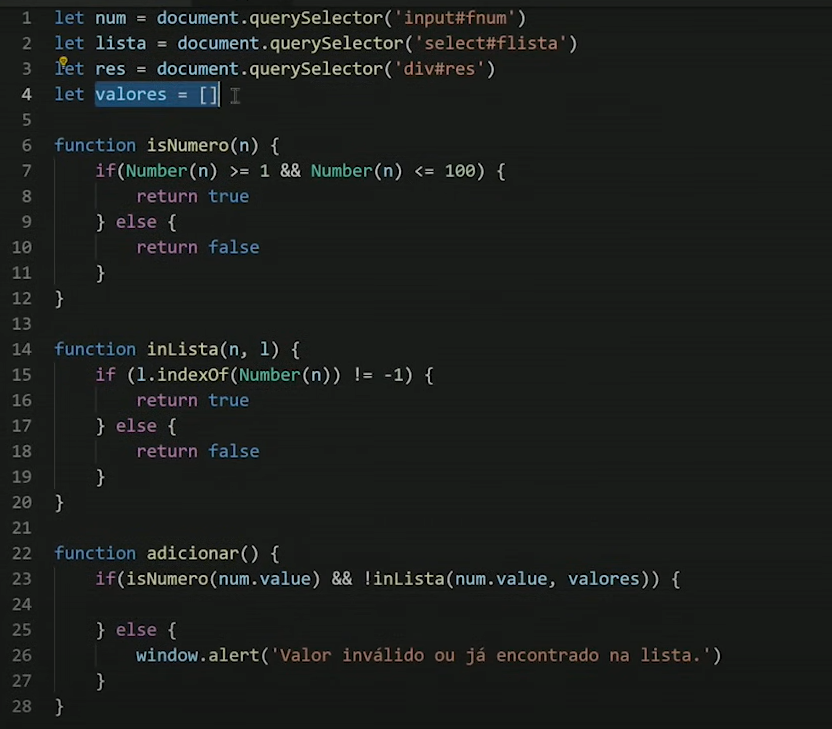 1 let num = document.querySelector('input#fnum')
2 let lista = document.querySelector('select#flista')
3 let res = document.querySelector('div#res')
4 let valores = []
5
6 function isNumero(n) {
7     if(Number(n) >= 1 && Number(n) <= 100) {
8         return true
9     } else {
10         return false
11     }
12 }
13
14 function inLista(n, l) {
15     if (l.indexOf(Number(n)) != -1) {
16         return true
17     } else {
18         return false
19     }
20 }
21
22 function adicionar() {
23     if(isNumero(num.value) && !inLista(num.value, valores)) {
24
25     } else {
26         window.alert('Valor inválido ou já encontrado na lista.')
27     }
28 }